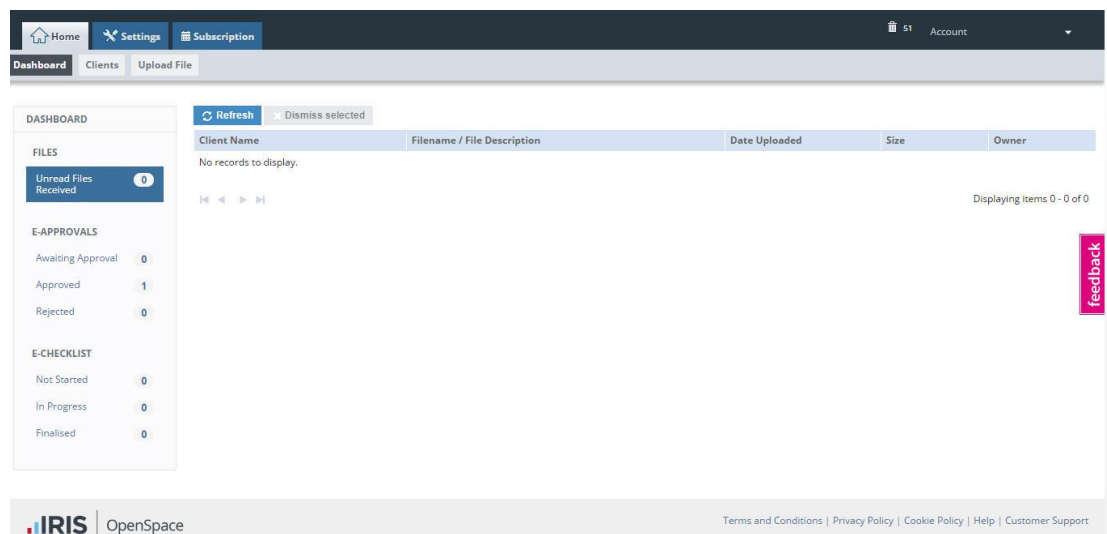 Home Settings Subscription 51 Account
Dashboard Clients Upload File
DASHBOARD
FILES
Unread Files Received 0
E-APPROVALS
Awaiting Approval 0
Approved 1
Rejected 0
E-CHECKLIST
Not Started 0
In Progress 0
Finalised 0
Refresh Dismiss selected
Client Name Filename / File Description Date Uploaded Size Owner
No records to display.
Displaying items 0 - 0 of 0
feedback
IRIS OpenSpace
Terms and Conditions | Privacy Policy | Cookie Policy | Help | Customer Support